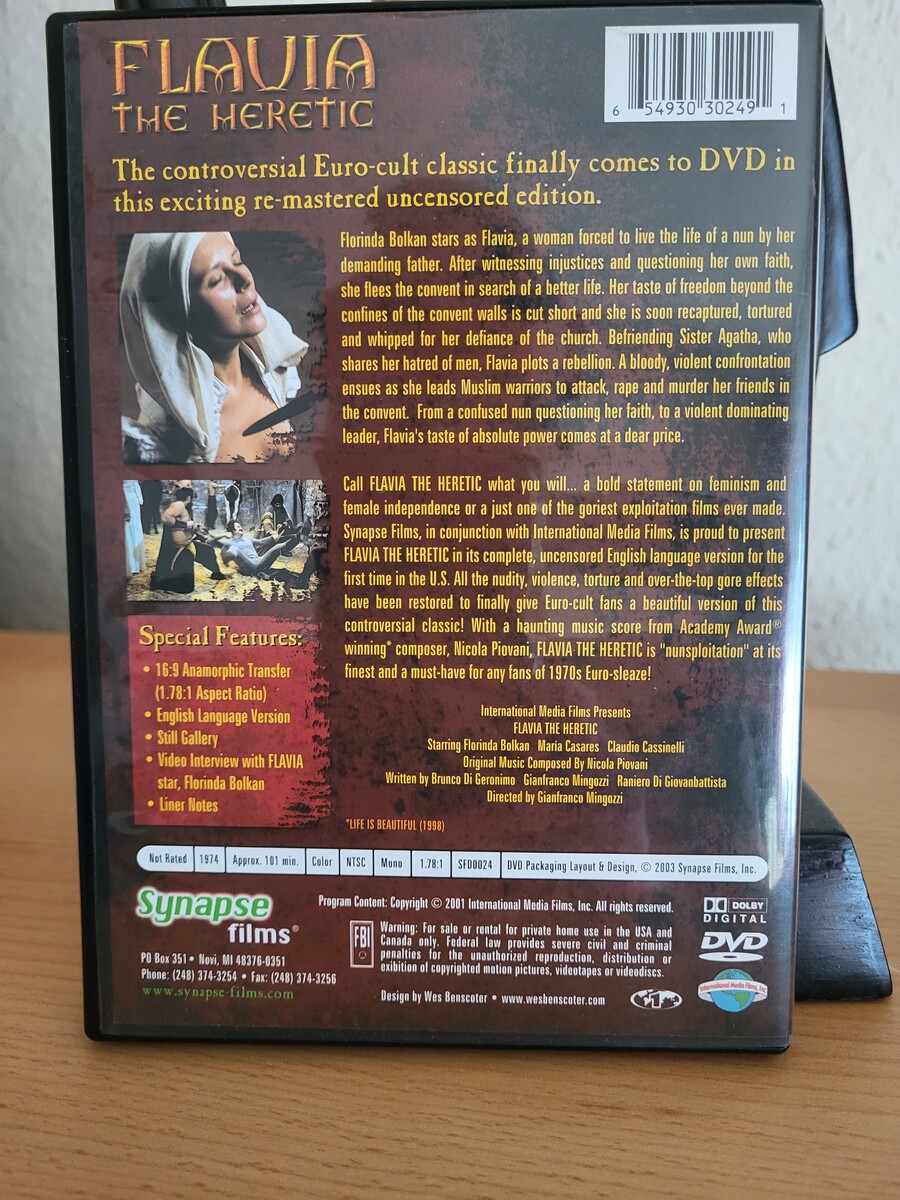 FLAVIA
THE HERETIC
6 54930 30249 1
The controversial Euro-cult classic finally comes to DVD in
this exciting re-mastered uncensored edition.
Florinda Bolkan stars as Flavia, a woman forced to live the life of a nun by her
demanding father. After witnessing injustices and questioning her own faith,
she flees the convent in search of a better life. Her taste of freedom beyond the
confines of the convent walls is cut short and she is soon recaptured, tortured
and whipped for her defiance of the church. Befriending Sister Agatha, who
shares her hatred of men, Flavia plots a rebellion. A bloody, violent confrontation
ensues as she leads Muslim warriors to attack, rape and murder her friends in
the convent. From a confused nun questioning her faith, to a violent dominating
leader, Flavia's taste of absolute power comes at a dear price.
Call FLAVIA THE HERETIC what you will... a bold statement on feminism and
female independence or a just one of the goriest exploitation films ever made.
Synapse Films, in conjunction with International Media Films, is proud to present
FLAVIA THE HERETIC in its complete, uncensored English language version for the
first time in the U.S. All the nudity, violence, torture and over-the-top gore effects
have been restored to finally give Euro-cult fans a beautiful version of this
controversial classic! With a haunting music score from Academy Award®
winning* composer, Nicola Piovani, FLAVIA THE HERETIC is "nunsploitation" at its
finest and a must-have for any fans of 1970s Euro-sleaze!
Special Features:
• 16:9 Anamorphic Transfer
(1.78:1 Aspect Ratio)
• English Language Version
• Still Gallery
• Video Interview with FLAVIA
star, Florinda Bolkan
• Liner Notes
International Media Films Presents
FLAVIA THE HERETIC
Starring Florinda Bolkan Maria Casares Claudio Cassinelli
Original Music Composed By Nicola Piovani
Written by Brunco Di Geronimo Gianfranco Mingozzi Raniero Di Giovanbattista
Directed by Gianfranco Mingozzi
*LIFE IS BEAUTIFUL (1998)
Not Rated 1974 Approx. 101 min. Color NTSC Mono 1.78:1 SFD0024 DVD Packaging Layout & Design, © 2003 Synapse Films, Inc.
Synapse
films®
PO Box 351 • Novi, MI 48376-0351
Phone: (248) 374-3254 • Fax: (248) 374-3256
www.synapse-films.com
Program Content: Copyright © 2001 International Media Films, Inc. All rights reserved.
FBI
Warning: For sale or rental for private home use in the USA and
Canada only. Federal law provides severe civil and criminal
penalties for the unauthorized reproduction, distribution or
exibition of copyrighted motion pictures, videotapes or videodiscs.
Design by Wes Benscoter • www.wesbenscoter.com
1
DOLBY
DIGITAL
DVD
International Media Films, Inc.